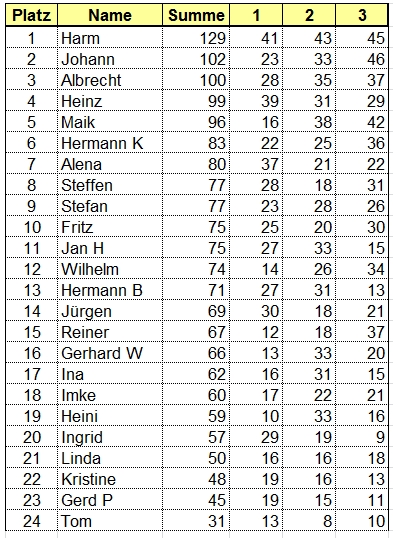 Platz Name Summe 1 2 3
1 Harm 129 41 43 45
2 Johann 102 23 33 46
3 Albrecht 100 28 35 37
4 Heinz 99 39 31 29
5 Maik 96 16 38 42
6 Hermann K 83 22 25 36
7 Alena 80 37 21 22
8 Steffen 77 28 18 31
9 Stefan 77 23 28 26
10 Fritz 75 25 20 30
11 Jan H 75 27 33 15
12 Wilhelm 74 14 26 34
13 Hermann B 71 27 31 13
14 Jürgen 69 30 18 21
15 Reiner 67 12 18 37
16 Gerhard W 66 13 33 20
17 Ina 62 16 31 15
18 Imke 60 17 22 21
19 Heini 59 10 33 16
20 Ingrid 57 29 19 9
21 Linda 50 16 16 18
22 Kristine 48 19 16 13
23 Gerd P 45 19 15 11
24 Tom 31 13 8 10